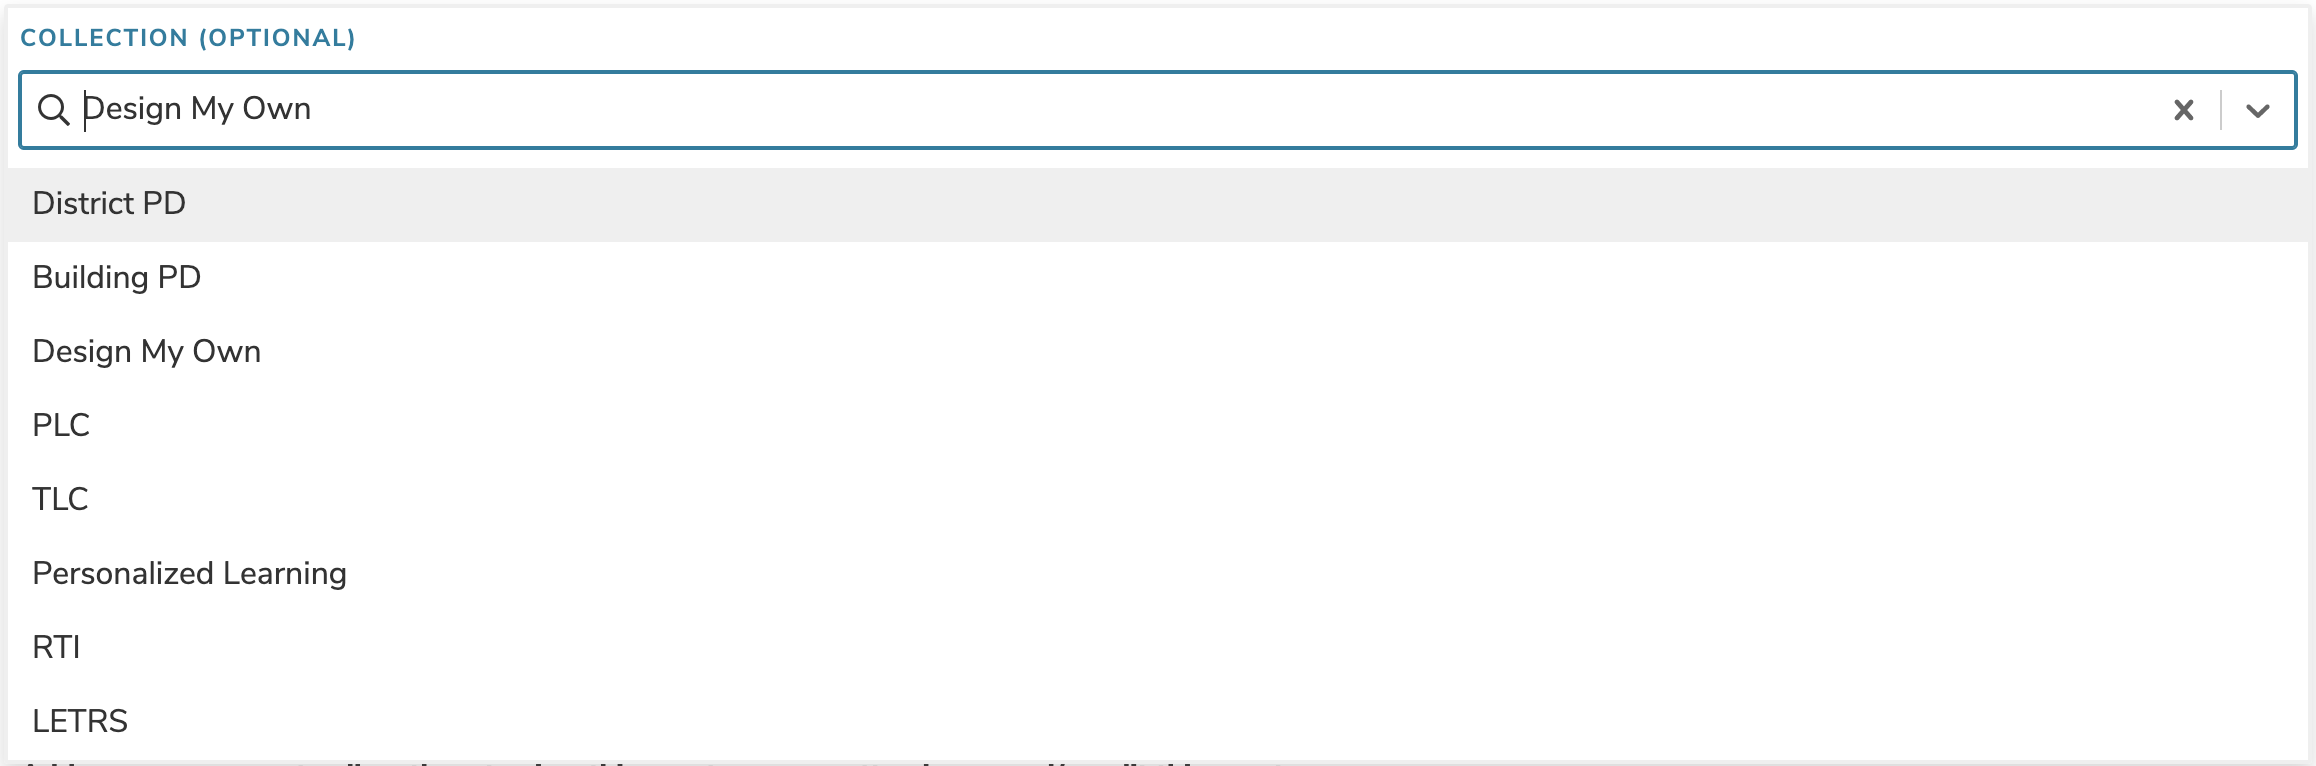 COLLECTION (OPTIONAL)
Design My Own
District PD
Building PD
Design My Own
PLC
TLC
Personalized Learning
RTI
LETRS